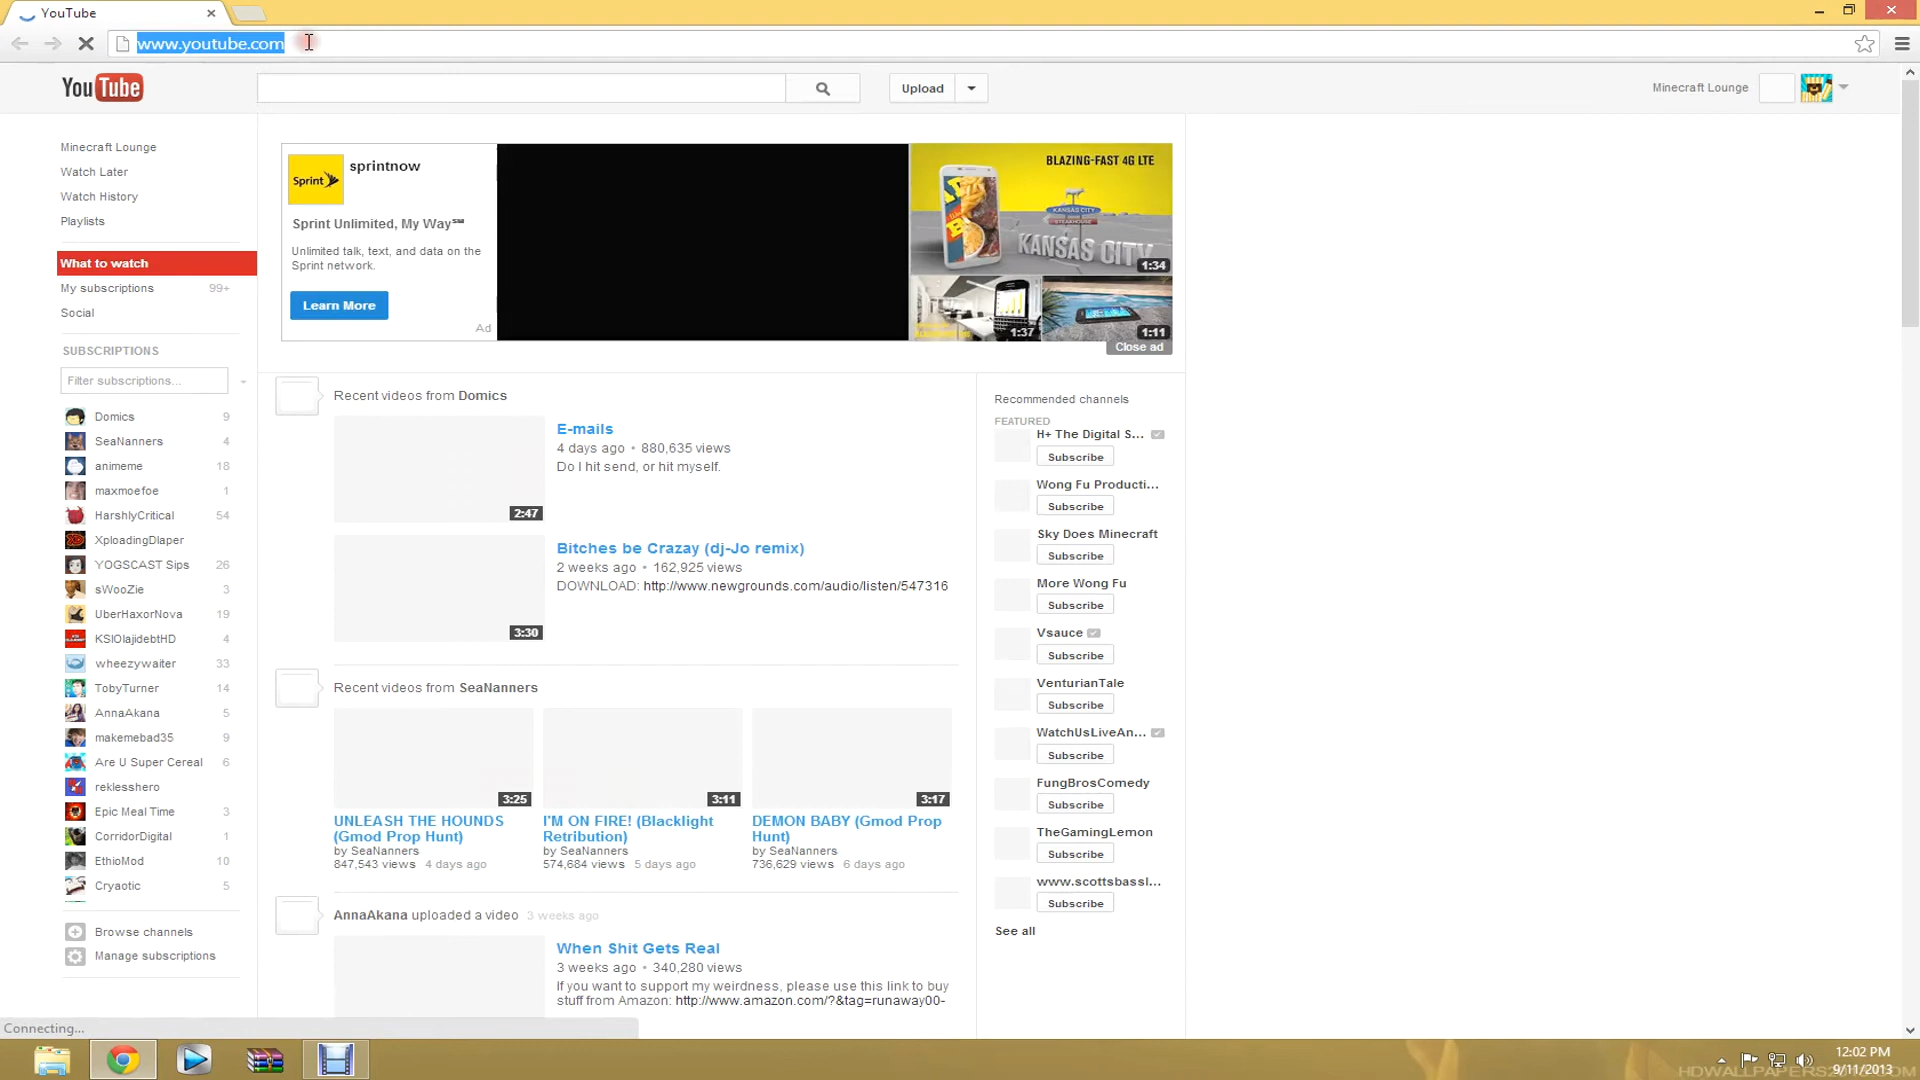 YouTube
www.youtube.com
YouTube
Upload
Minecraft Lounge
Minecraft Lounge
Watch Later
Watch History
Playlists
What to watch
My subscriptions 99+
Social
SUBSCRIPTIONS
Filter subscriptions...
Domics 9
SeaNanners 4
animeme 18
maxmoefoe 1
HarshlyCritical 54
XploadingDIaper
YOGSCAST Sips 26
sWooZie 3
UberHaxorNova 19
KSIOlajidebtHD 4
wheezywaiter 33
TobyTurner 14
AnnaAkana 5
makemebad35 9
Are U Super Cereal 6
reklesshero
Epic Meal Time 3
CorridorDigital 1
EthioMod 10
Cryaotic 5
Browse channels
Manage subscriptions
Sprint
sprintnow
Sprint Unlimited, My Way℠
Unlimited talk, text, and data on the
Sprint network.
Learn More
Ad
BLAZING-FAST 4G LTE
KANSAS CITY
STEAKHOUSE
KANSAS CITY
1:34
1:37
1:11
Close ad
Recent videos from Domics
E-mails
4 days ago • 880,635 views
Do I hit send, or hit myself.
2:47
Bitches be Crazay (dj-Jo remix)
2 weeks ago • 162,925 views
DOWNLOAD: http://www.newgrounds.com/audio/listen/547316
3:30
Recent videos from SeaNanners
3:25
3:11
3:17
UNLEASH THE HOUNDS
(Gmod Prop Hunt)
by SeaNanners
847,543 views 4 days ago
I'M ON FIRE! (Blacklight
Retribution)
by SeaNanners
574,684 views 5 days ago
DEMON BABY (Gmod Prop
Hunt)
by SeaNanners
736,629 views 6 days ago
AnnaAkana uploaded a video 3 weeks ago
When Shit Gets Real
3 weeks ago • 340,280 views
If you want to support my weirdness, please use this link to buy
stuff from Amazon: http://www.amazon.com/?&tag=runaway00-
Recommended channels
FEATURED
H+ The Digital S...
Subscribe
Wong Fu Producti...
Subscribe
Sky Does Minecraft
Subscribe
More Wong Fu
Subscribe
Vsauce
Subscribe
VenturianTale
Subscribe
WatchUsLiveAn...
Subscribe
FungBrosComedy
Subscribe
TheGamingLemon
Subscribe
www.scottsbassl...
Subscribe
See all
Connecting...
12:02 PM
9/11/2013